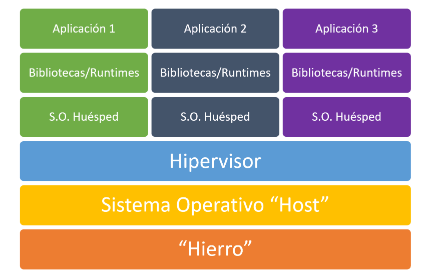 Aplicación 1 Aplicación 2 Aplicación 3
Bibliotecas/Runtimes Bibliotecas/Runtimes Bibliotecas/Runtimes
S.O. Huésped S.O. Huésped S.O. Huésped
Hipervisor
Sistema Operativo “Host”
“Hierro”